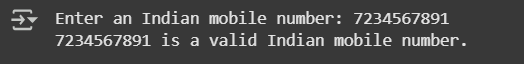 Enter an Indian mobile number: 7234567891
7234567891 is a valid Indian mobile number.